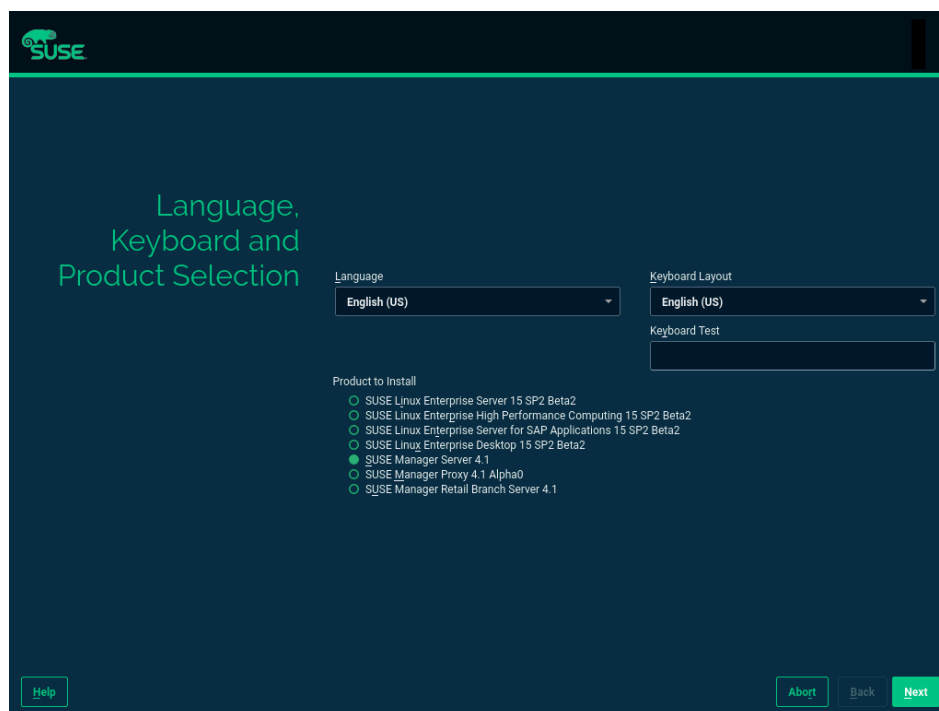 SUSE
Language,
Keyboard and
Product Selection
Language
Keyboard Layout
English (US)
English (US)
Keyboard Test
Product to Install
SUSE Linux Enterprise Server 15 SP2 Beta2
SUSE Linux Enterprise High Performance Computing 15 SP2 Beta2
SUSE Linux Enterprise Server for SAP Applications 15 SP2 Beta2
SUSE Linux Enterprise Desktop 15 SP2 Beta2
SUSE Manager Server 4.1
SUSE Manager Proxy 4.1 Alpha0
SUSE Manager Retail Branch Server 4.1
Help
Abort
Back
Next